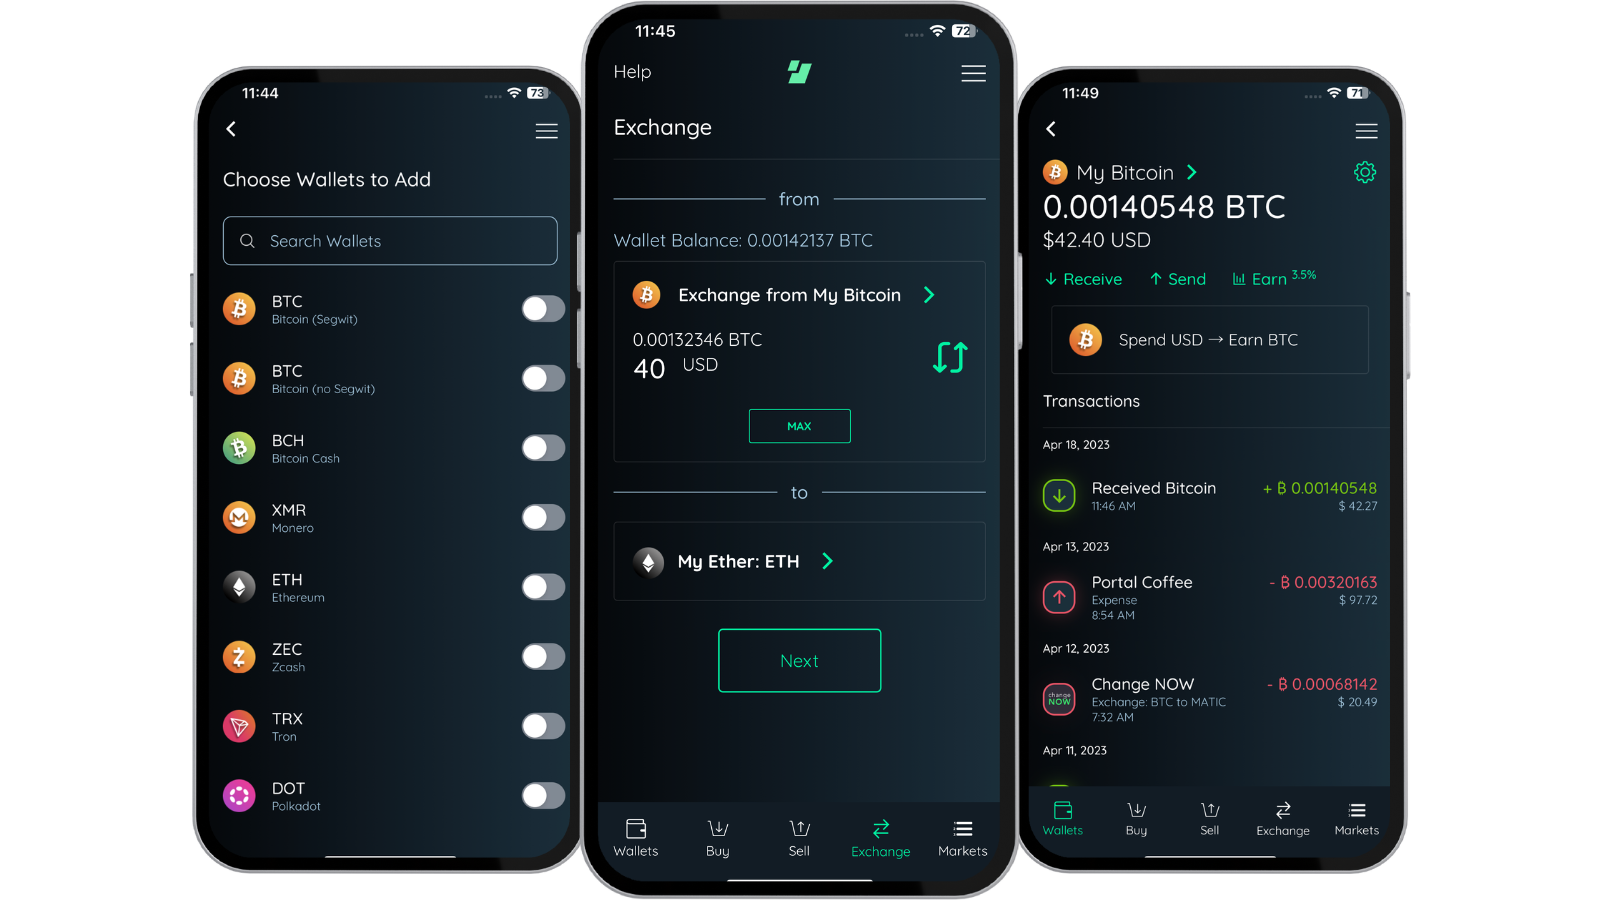 11:44
73
Choose Wallets to Add
Search Wallets
BTC
Bitcoin (Segwit)
BTC
Bitcoin (no Segwit)
BCH
Bitcoin Cash
XMR
Monero
ETH
Ethereum
ZEC
Zcash
TRX
Tron
DOT
Polkadot
11:45
72
Help
Exchange
from
Wallet Balance: 0.00142137 BTC
Exchange from My Bitcoin
0.00132346 BTC
40 USD
MAX
to
My Ether: ETH
Next
Wallets Buy Sell Exchange Markets
11:49
71
My Bitcoin
0.00140548 BTC
$42.40 USD
Receive Send Earn 3.5%
Spend USD → Earn BTC
Transactions
Apr 18, 2023
Received Bitcoin + ₿ 0.00140548
11:46 AM $ 42.27
Apr 13, 2023
Portal Coffee - ₿ 0.00320163
Expense $ 97.72
8:54 AM
Apr 12, 2023
change
NOW
Change NOW - ₿ 0.00068142
Exchange: BTC to MATIC $ 20.49
7:32 AM
Apr 11, 2023
Wallets Buy Sell Exchange Markets